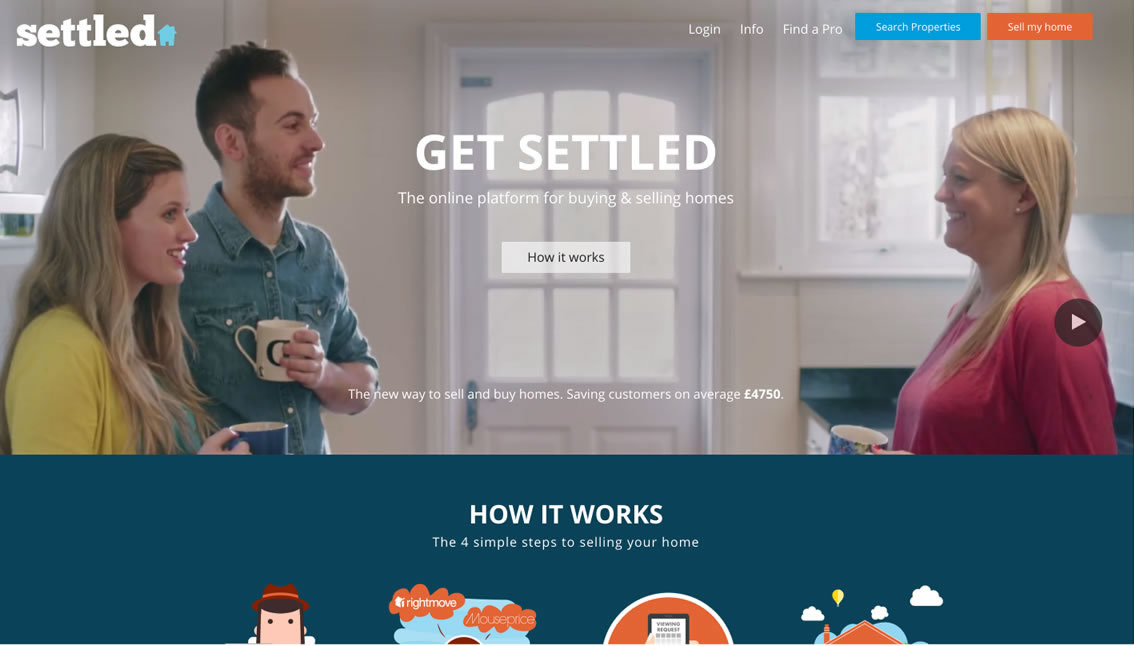 settled
Login Info Find a Pro Search Properties Sell my home
GET SETTLED
The online platform for buying & selling homes
How it works
G
The new way to sell and buy homes. Saving customers on average £4750.
HOW IT WORKS
The 4 simple steps to selling your home
rightmove
Mouseprice
VIEWING
REQUEST